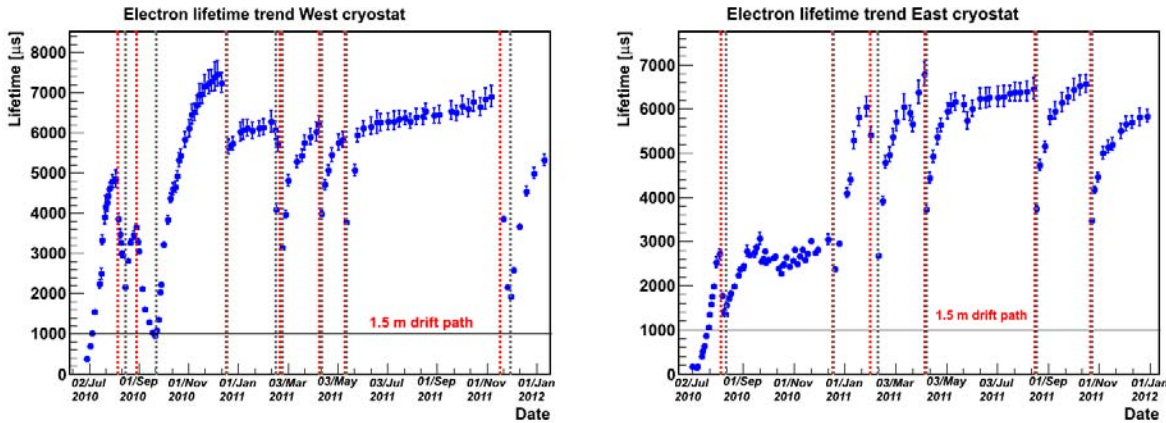 Electron lifetime trend West cryostat
Lifetime [μs]
8000
7000
6000
5000
4000
3000
2000
1000
0
1.5 m drift path
02/Jul 01/Sep 01/Nov 01/Jan 03/Mar 03/May 03/Jul 01/Sep 01/Nov 01/Jan
2010 2010 2010 2011 2011 2011 2011 2011 2011 2012
Date
Electron lifetime trend East cryostat
Lifetime [μs]
7000
6000
5000
4000
3000
2000
1000
0
1.5 m drift path
02/Jul 01/Sep 01/Nov 01/Jan 03/Mar 03/May 03/Jul 01/Sep 01/Nov 01/Jan
2010 2010 2010 2011 2011 2011 2011 2011 2011 2012
Date